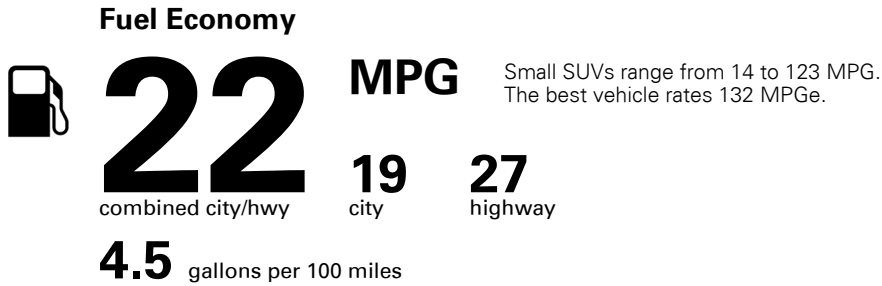 Fuel Economy
22 MPG
Small SUVs range from 14 to 123 MPG.
The best vehicle rates 132 MPGe.
combined city/hwy
19
city
27
highway
4.5 gallons per 100 miles